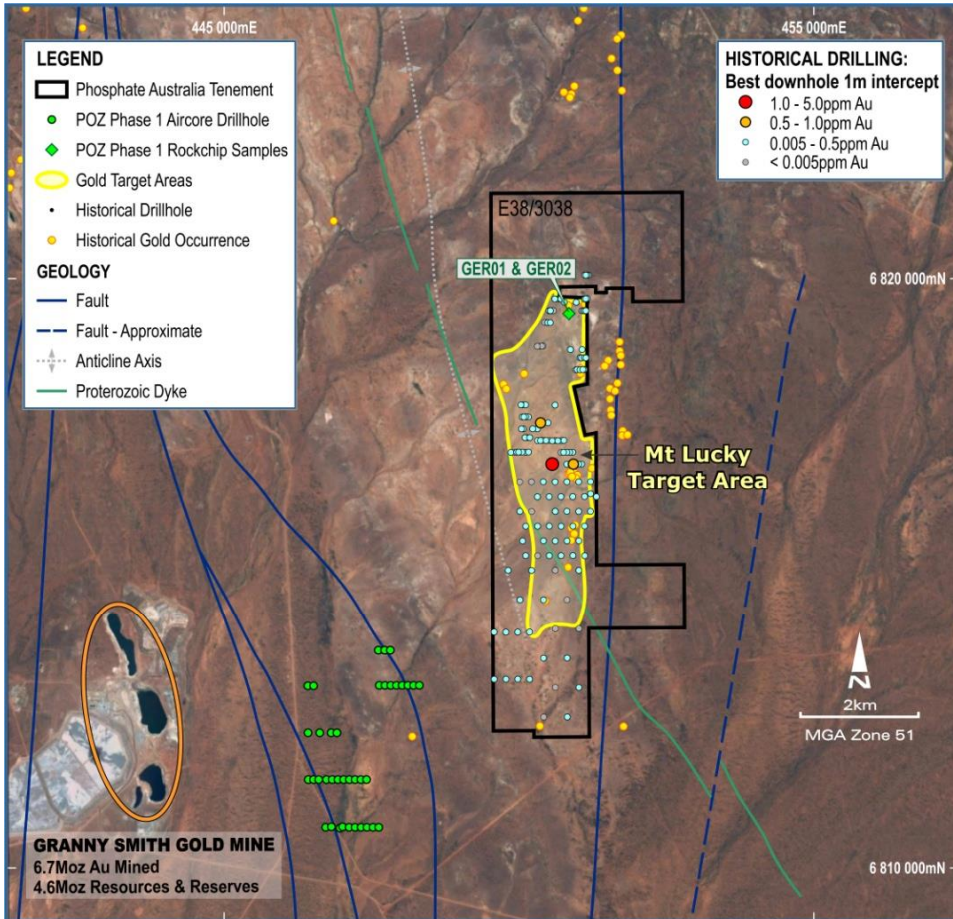 445 000mE
455 000mE
LEGEND
Phosphate Australia Tenement
POZ Phase 1 Aircore Drillhole
POZ Phase 1 Rockchip Samples
Gold Target Areas
Historical Drillhole
Historical Gold Occurrence
GEOLOGY
Fault
Fault - Approximate
Anticline Axis
Proterozoic Dyke
HISTORICAL DRILLING:
Best downhole 1m intercept
1.0 - 5.0ppm Au
0.5 - 1.0ppm Au
0.005 - 0.5ppm Au
< 0.005ppm Au
E38/3038
GER01 & GER02
6 820 000mN
Mt Lucky
Target Area
N
2km
MGA Zone 51
GRANNY SMITH GOLD MINE
6.7Moz Au Mined
4.6Moz Resources & Reserves
6 810 000mN